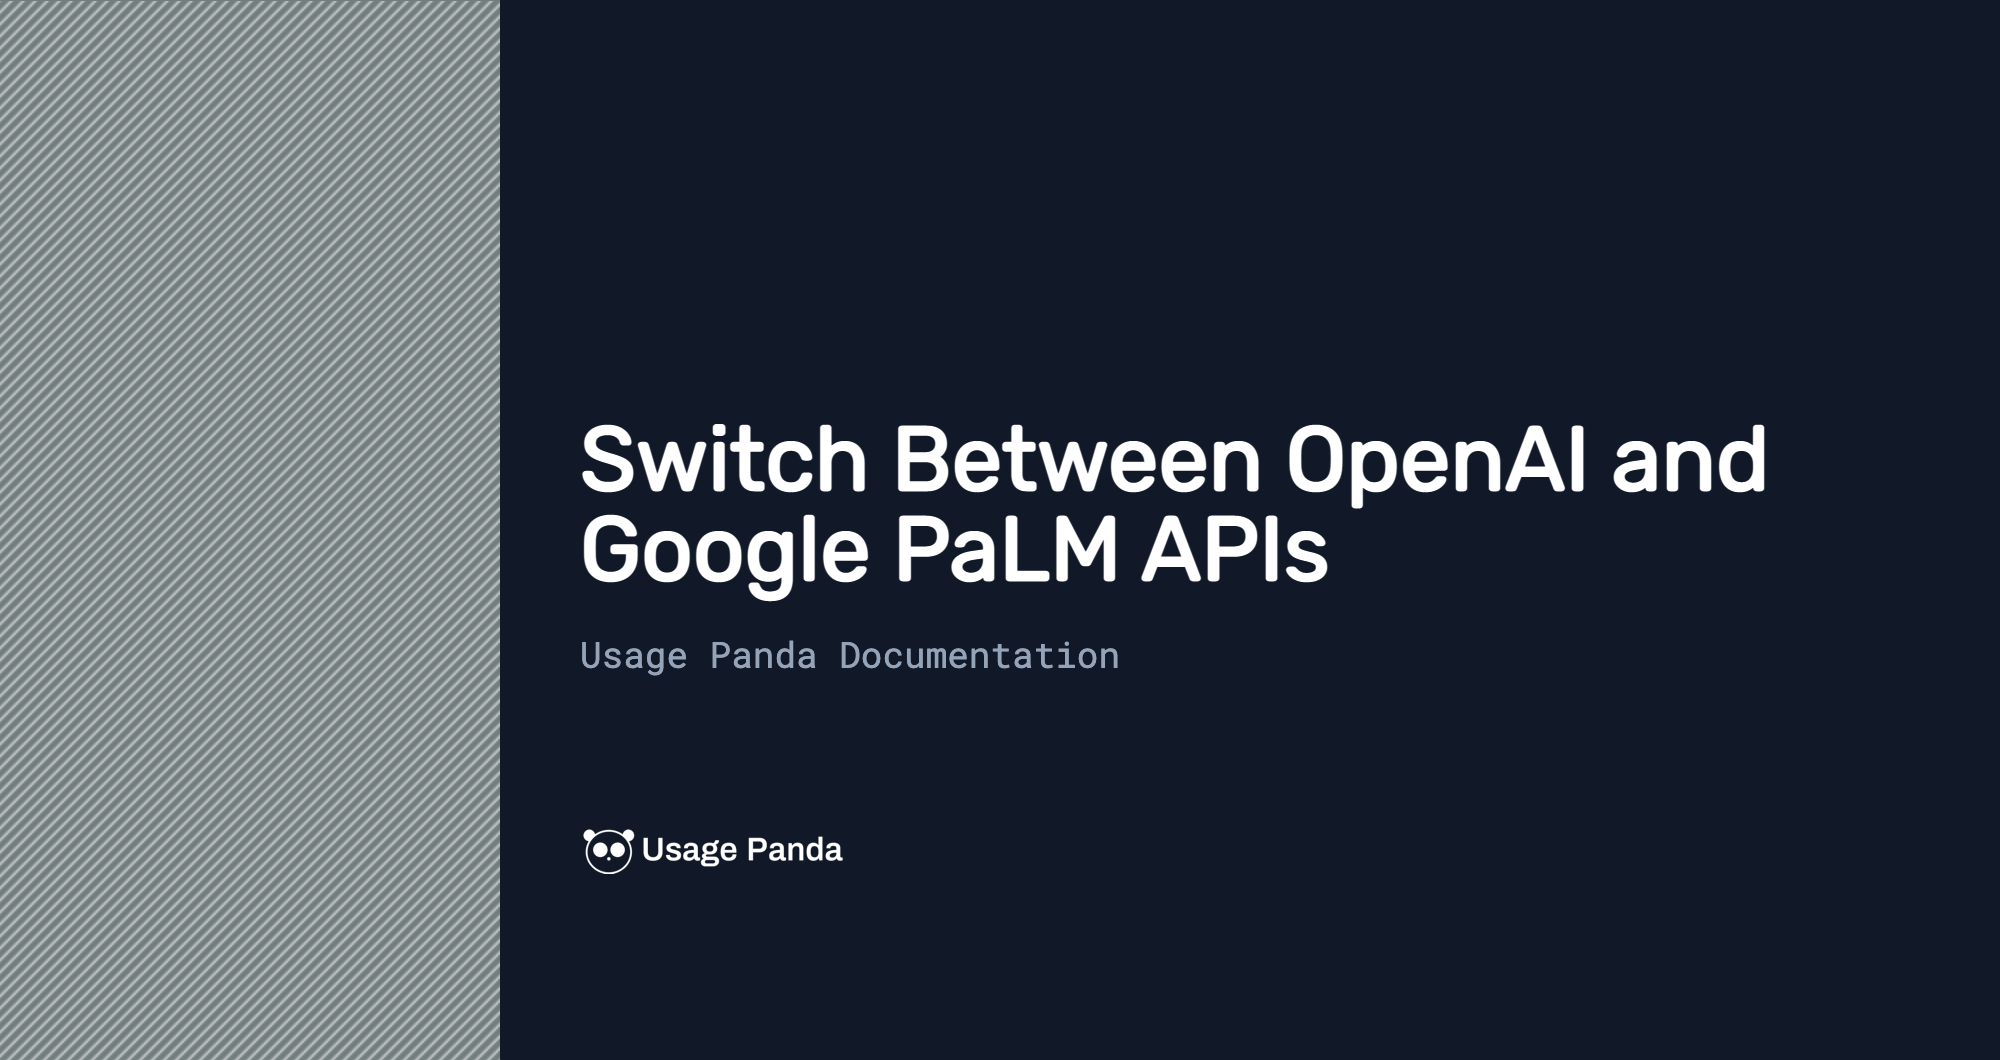 Switch Between OpenAI and
Google PaLM APIs
Usage Panda Documentation
Usage Panda